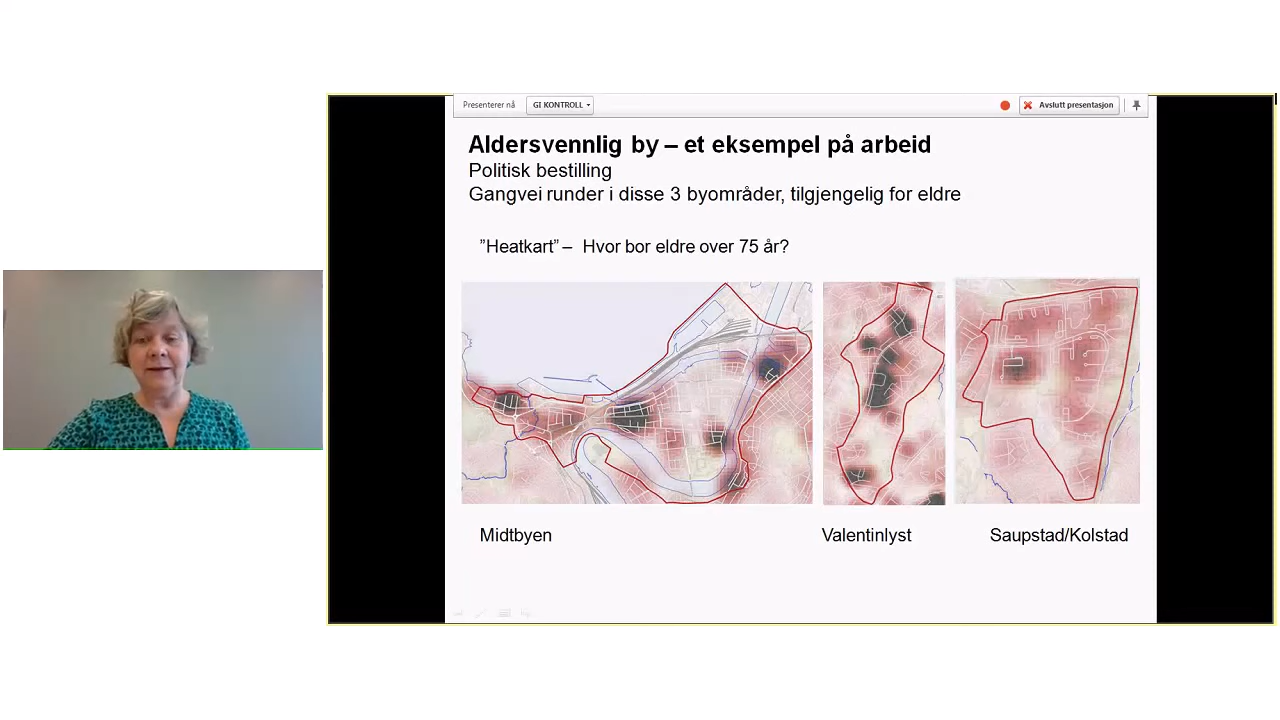 Presenterer nå GI KONTROLL Avslutt presentasjon
Aldersvennlig by – et eksempel på arbeid
Politisk bestilling
Gangvei runder i disse 3 byområder, tilgjengelig for eldre
”Heatkart” – Hvor bor eldre over 75 år?
Midtbyen Valentinlyst Saupstad/Kolstad